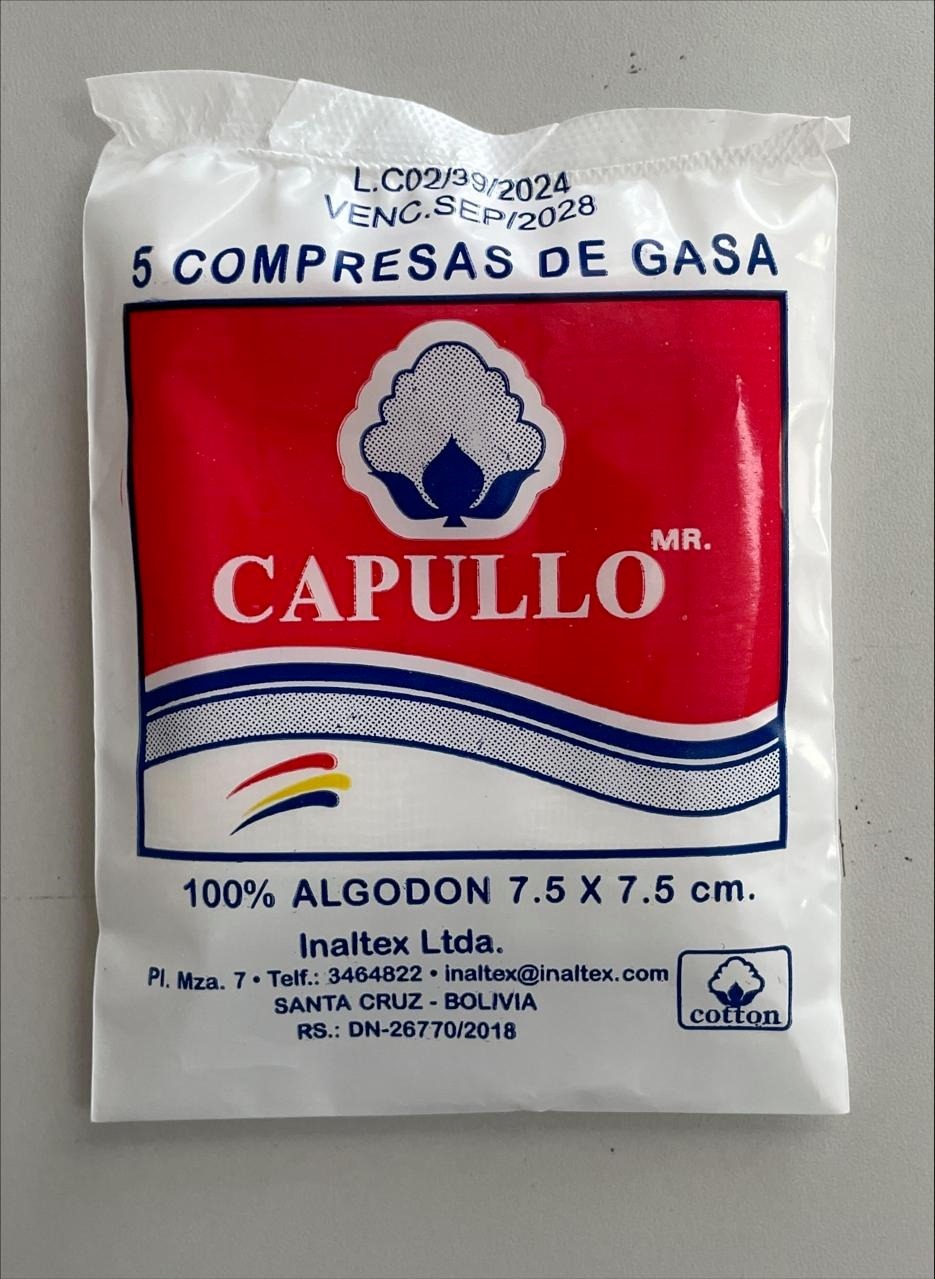 L.C02/39/2024
VENC.SEP/2028
5 COMPRESAS DE GASA
CAPULLO MR.
100% ALGODON 7.5 X 7.5 cm.
Inaltex Ltda.
Pl. Mza. 7 • Telf.: 3464822 • inaltex@inaltex.com
SANTA CRUZ - BOLIVIA
RS.: DN-26770/2018
cotton